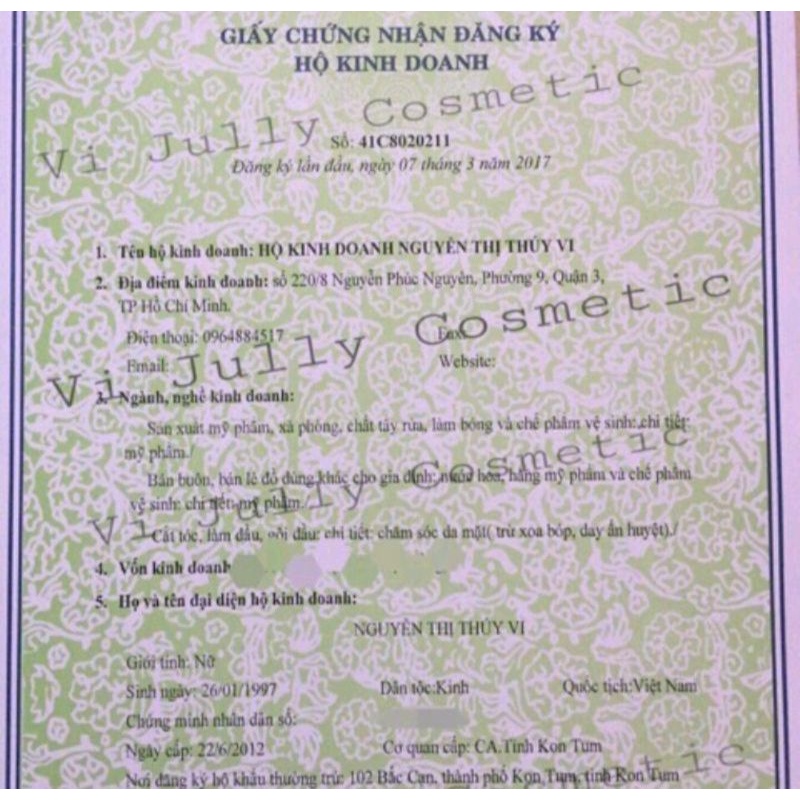 GIẤY CHỨNG NHẬN ĐĂNG KÝ
HỘ KINH DOANH
Vi Jully Cosmetic
Số: 41C8020211
Đăng ký lần đầu, ngày 07 tháng 3 năm 2017
1. Tên hộ kinh doanh: HỘ KINH DOANH NGUYỄN THỊ THÚY VI
2. Địa điểm kinh doanh: số 220/8 Nguyễn Phúc Nguyên, Phường 9, Quận 3,
TP Hồ Chí Minh.
Điện thoại: 0964884517 Fax:
Vi Jully Cosmetic
Email: Website:
3. Ngành, nghề kinh doanh:
Sản xuất mỹ phẩm, xà phòng, chất tẩy rửa, làm bóng và chế phẩm vệ sinh: chi tiết:
mỹ phẩm./
Bán buôn, bán lẻ đồ dùng khác cho gia đình: nước hoa, hàng mỹ phẩm và chế phẩm
vệ sinh: chi tiết: mỹ phẩm./
Vi Jully Cosmetic
Cắt tóc, làm đầu, gội đầu: chi tiết: chăm sóc da mặt( trừ xoa bóp, day ấn huyệt)./
4. Vốn kinh doanh
5. Họ và tên đại diện hộ kinh doanh:
NGUYỄN THỊ THÚY VI
Giới tính: Nữ
Sinh ngày: 26/01/1997 Dân tộc:Kinh Quốc tịch:Việt Nam
Chứng minh nhân dân số:
Ngày cấp: 22/6/2012 Cơ quan cấp: CA.Tỉnh Kon Tum
Nơi đăng ký hộ khẩu thường trú: 102 Bắc Cạn, thành phố Kon Tum, tỉnh Kon Tum